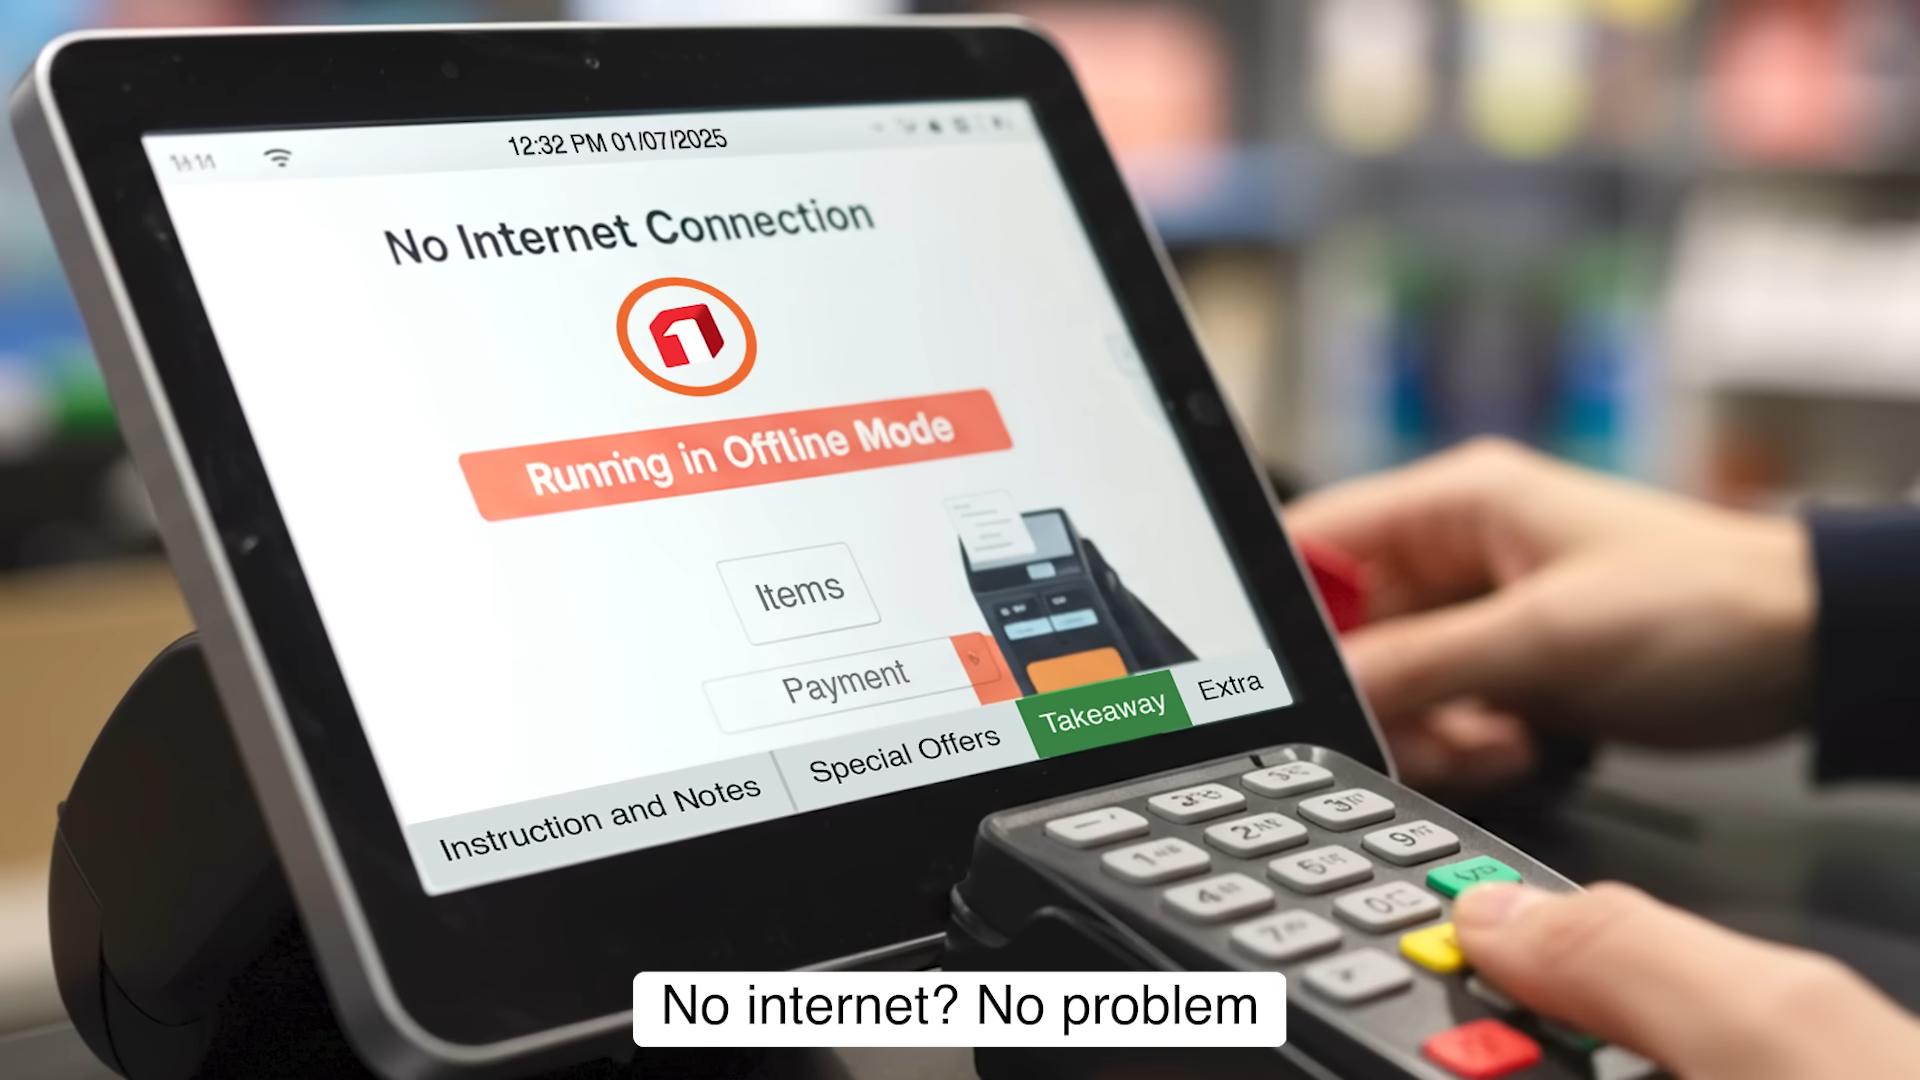 12:32 PM 01/07/2025
No Internet Connection
1
Running in Offline Mode
Items
Payment
Instruction and Notes
Special Offers
Takeaway
Extra
No internet? No problem